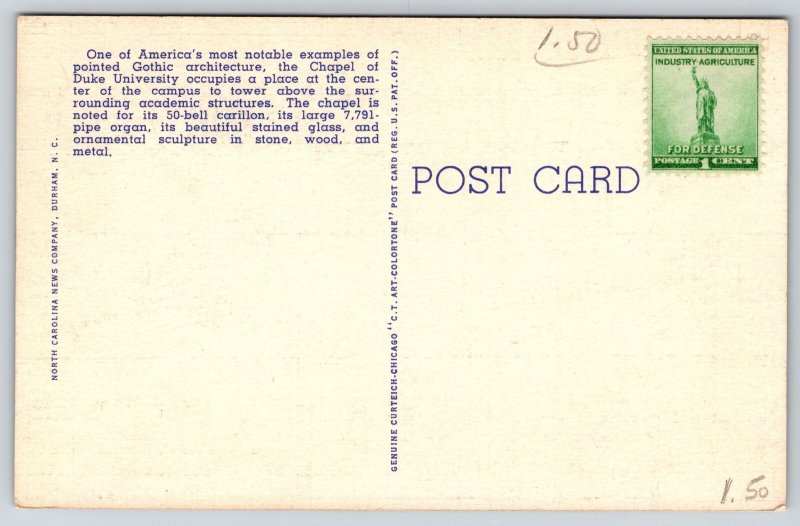 One of America's most notable examples of
pointed Gothic architecture, the Chapel of
Duke University occupies a place at the cen-
ter of the campus to tower above the sur-
rounding academic structures. The chapel is
noted for its 50-bell carillon, its large 7,791-
pipe organ, its beautiful stained glass, and
ornamental sculpture in stone, wood, and
metal.
NORTH CAROLINA NEWS COMPANY, DURHAM, N. C.
GENUINE CURTEICH-CHICAGO "C. T. ART-COLORTONE" POST CARD (REG. U. S. PAT. OFF.)
POST CARD
1.50
UNITED STATES OF AMERICA
INDUSTRY·AGRICULTURE
FOR DEFENSE
POSTAGE 1 CENT
1.50